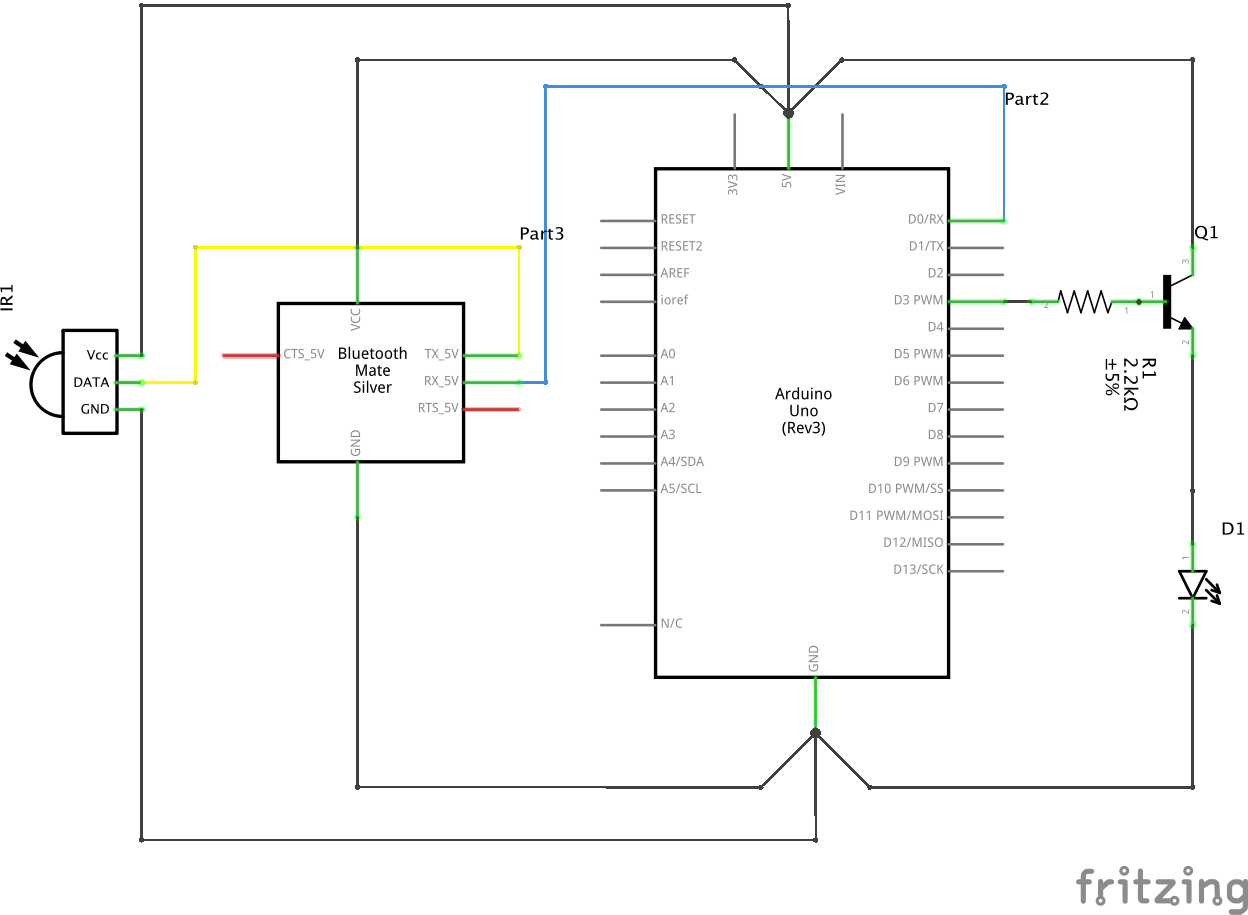 Part2
3V3
5V
VIN
RESET
RESET2
AREF
ioref
A0
A1
A2
A3
A4/SDA
A5/SCL
N/C
D0/RX
D1/TX
D2
D3 PWM
D4
D5 PWM
D6 PWM
D7
D8
D9 PWM
D10 PWM/SS
D11 PWM/MOSI
D12/MISO
D13/SCK
GND
Arduino
Uno
(Rev3)
Part3
VCC
CTS_5V
Bluetooth
Mate
Silver
TX_5V
RX_5V
RTS_5V
GND
IR1
Vcc
DATA
GND
Q1
3
1
2
2
1
R1
2.2kΩ
±5%
D1
1
2
fritzing